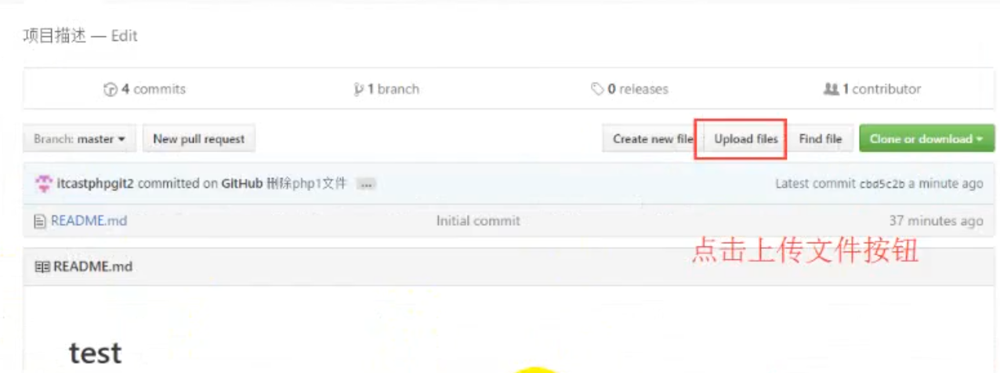 项目描述 — Edit
4 commits 1 branch 0 releases 1 contributor
Branch: master New pull request Create new file Upload files Find file Clone or download
itcastphpgit2 committed on GitHub 删除php1文件 ... Latest commit cbd5c2b a minute ago
README.md Initial commit 37 minutes ago
点击上传文件按钮
README.md
test